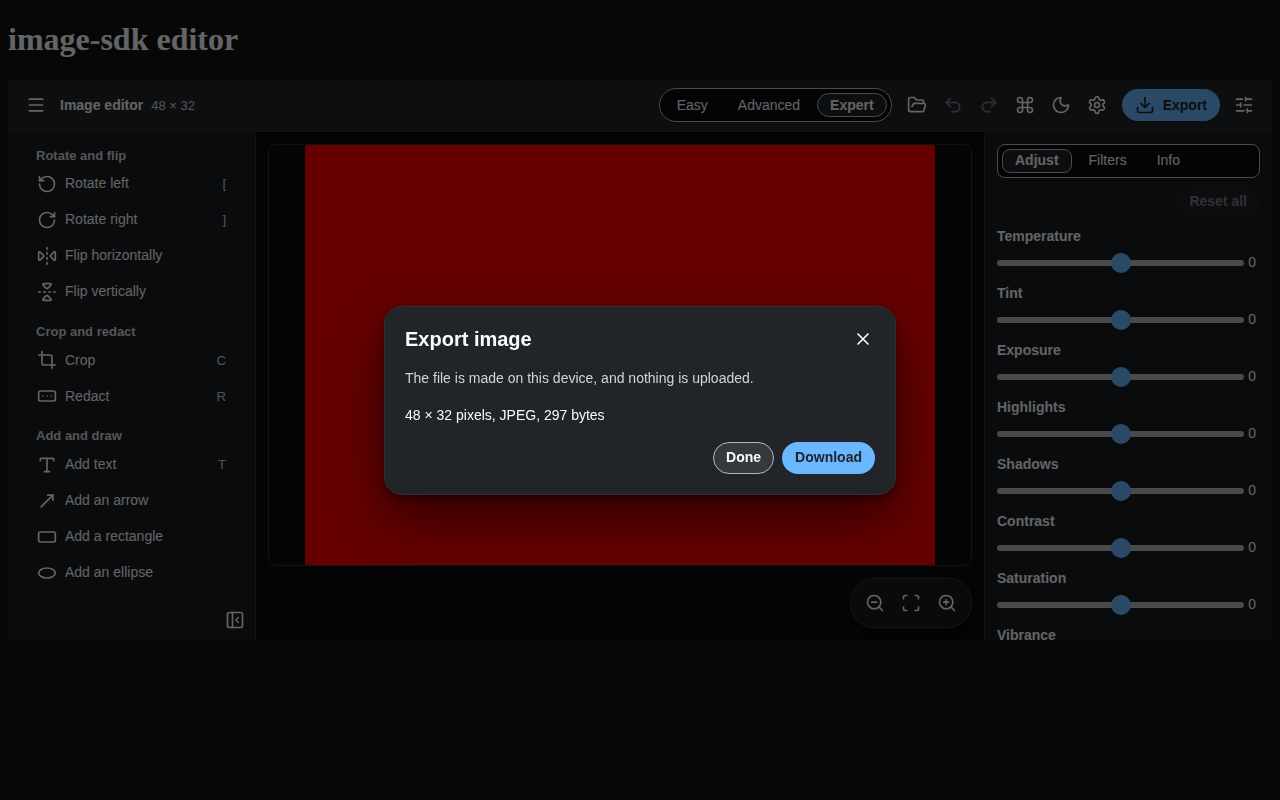 image-sdk editor
Image editor 48 × 32
Easy Advanced Expert
Export
Rotate and flip
Rotate left [
Rotate right ]
Flip horizontally
Flip vertically
Crop and redact
Crop C
Redact R
Add and draw
Add text T
Add an arrow
Add a rectangle
Add an ellipse
Export image
The file is made on this device, and nothing is uploaded.
48 × 32 pixels, JPEG, 297 bytes
Done Download
Adjust Filters Info
Reset all
Temperature
0
Tint
0
Exposure
0
Highlights
0
Shadows
0
Contrast
0
Saturation
0
Vibrance